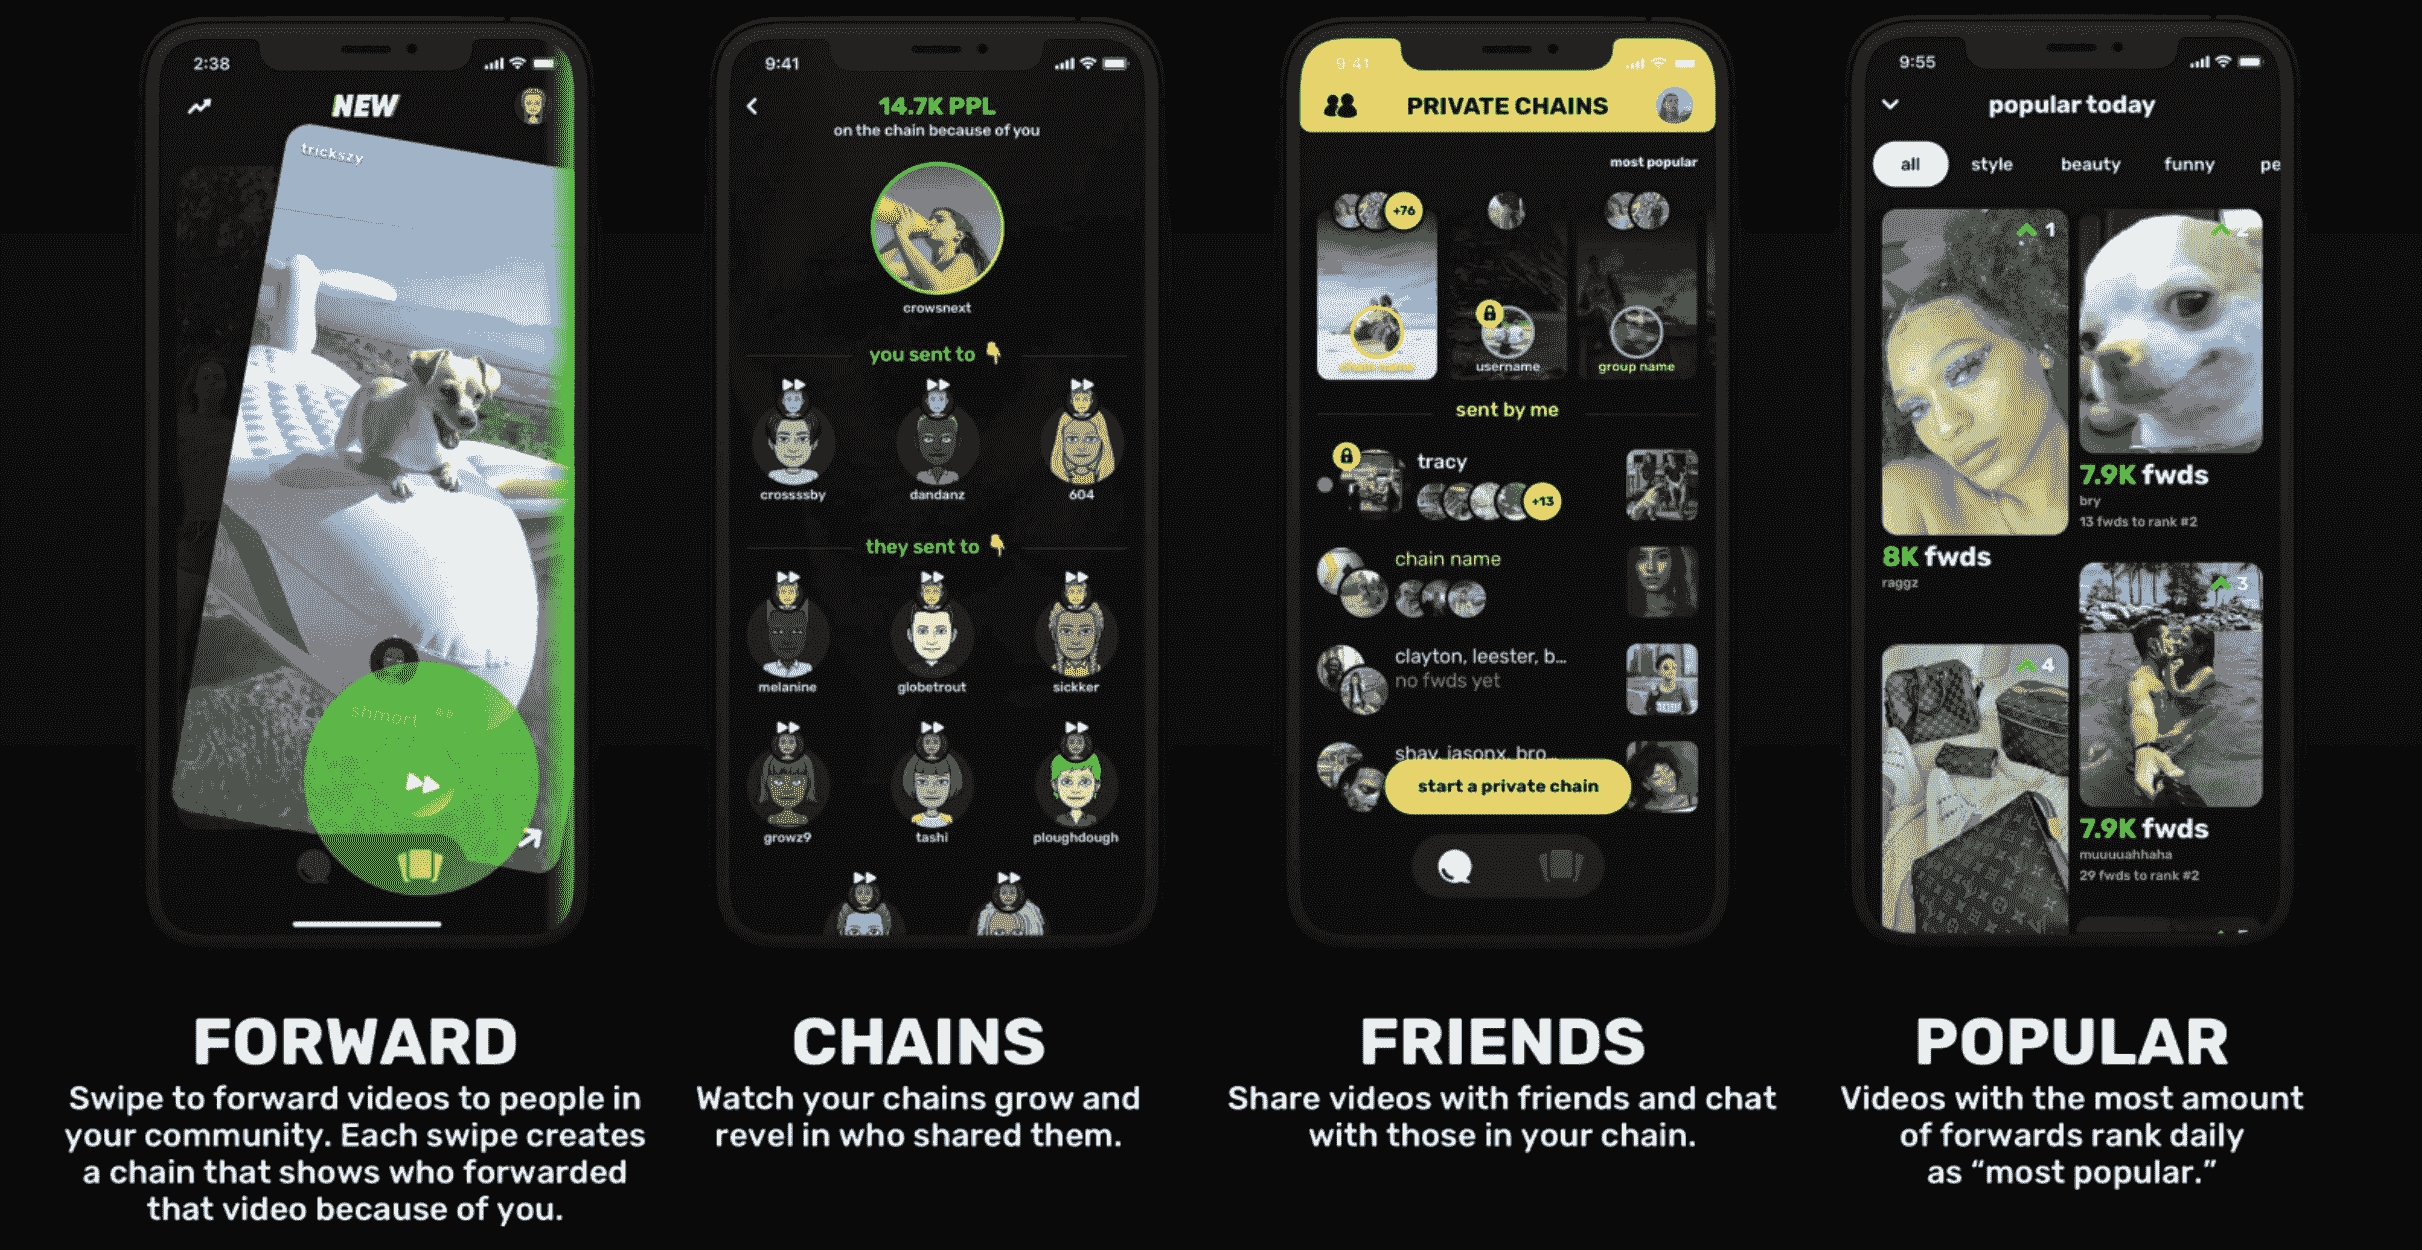 2:38
NEW
trickszy
shmort
FORWARD
Swipe to forward videos to people in
your community. Each swipe creates
a chain that shows who forwarded
that video because of you.
9:41
14.7K PPL
on the chain because of you
crowsnext
you sent to
crossssby
dandanz
604
they sent to
melanine
globetrout
sickker
growz9
tashi
ploughdough
CHAINS
Watch your chains grow and
revel in who shared them.
9:41
PRIVATE CHAINS
most popular
+76
username
group name
sent by me
tracy
+13
chain name
clayton, leester, b...
no fwds yet
shay, jasonx, bro...
start a private chain
FRIENDS
Share videos with friends and chat
with those in your chain.
9:55
popular today
all
style
beauty
funny
pe
1
2
8K fwds
raggz
7.9K fwds
bry
13 fwds to rank #2
3
4
7.9K fwds
muuuuahhaha
29 fwds to rank #2
POPULAR
Videos with the most amount
of forwards rank daily
as “most popular.”